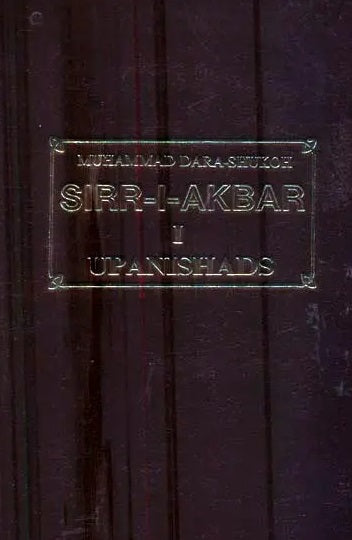 MUHAMMAD DARA-SHUKOH
SIRR-I-AKBAR
I
UPANISHADS